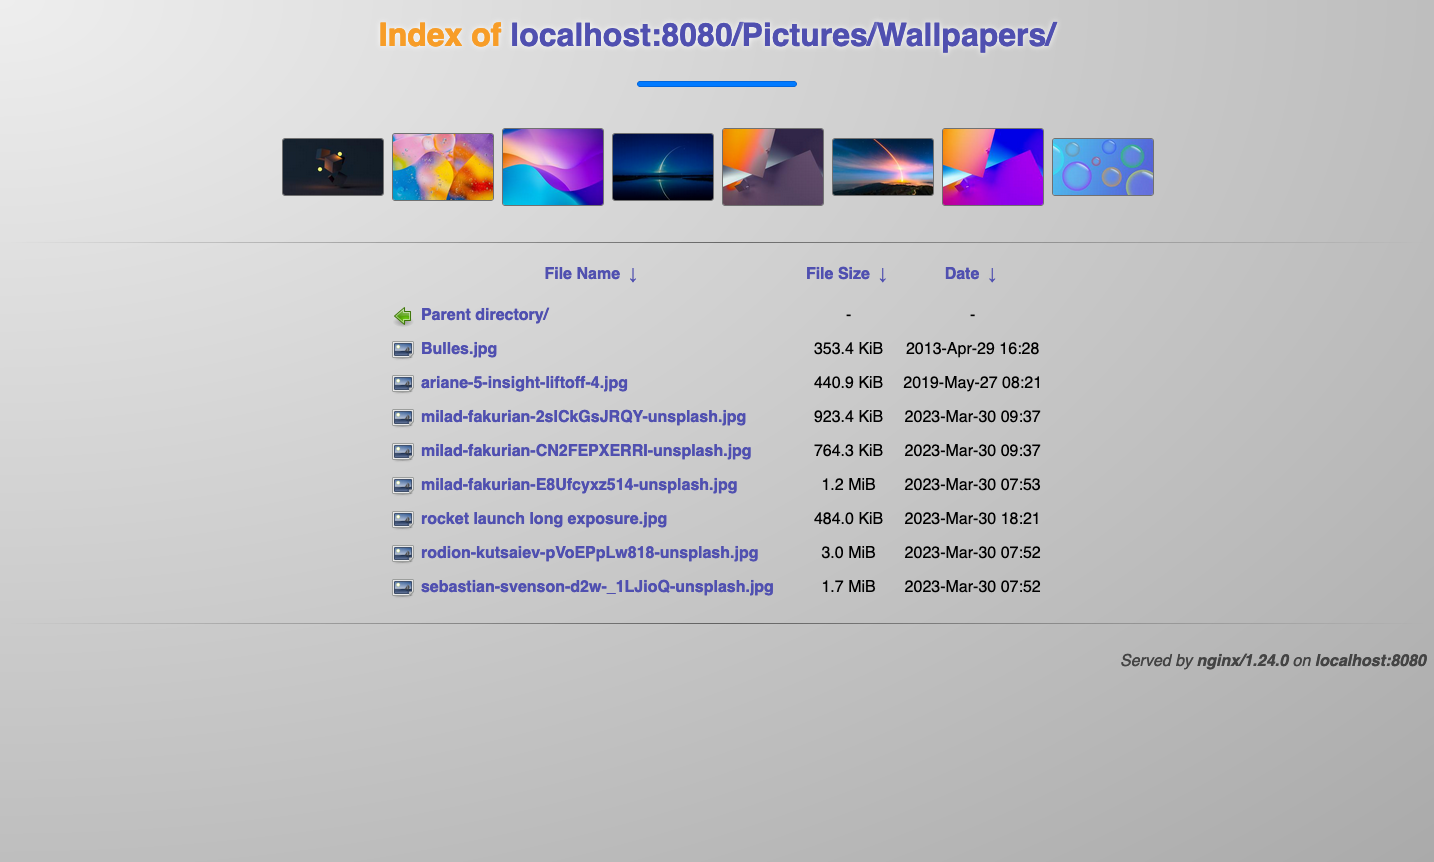 Index of localhost:8080/Pictures/Wallpapers/
File Name ↓ File Size ↓ Date ↓
Parent directory/ - -
Bulles.jpg 353.4 KiB 2013-Apr-29 16:28
ariane-5-insight-liftoff-4.jpg 440.9 KiB 2019-May-27 08:21
milad-fakurian-2sICkGsJRQY-unsplash.jpg 923.4 KiB 2023-Mar-30 09:37
milad-fakurian-CN2FEPXERRI-unsplash.jpg 764.3 KiB 2023-Mar-30 09:37
milad-fakurian-E8Ufcyxz514-unsplash.jpg 1.2 MiB 2023-Mar-30 07:53
rocket launch long exposure.jpg 484.0 KiB 2023-Mar-30 18:21
rodion-kutsaiev-pVoEPpLw818-unsplash.jpg 3.0 MiB 2023-Mar-30 07:52
sebastian-svenson-d2w-_1LJioQ-unsplash.jpg 1.7 MiB 2023-Mar-30 07:52
Served by nginx/1.24.0 on localhost:8080